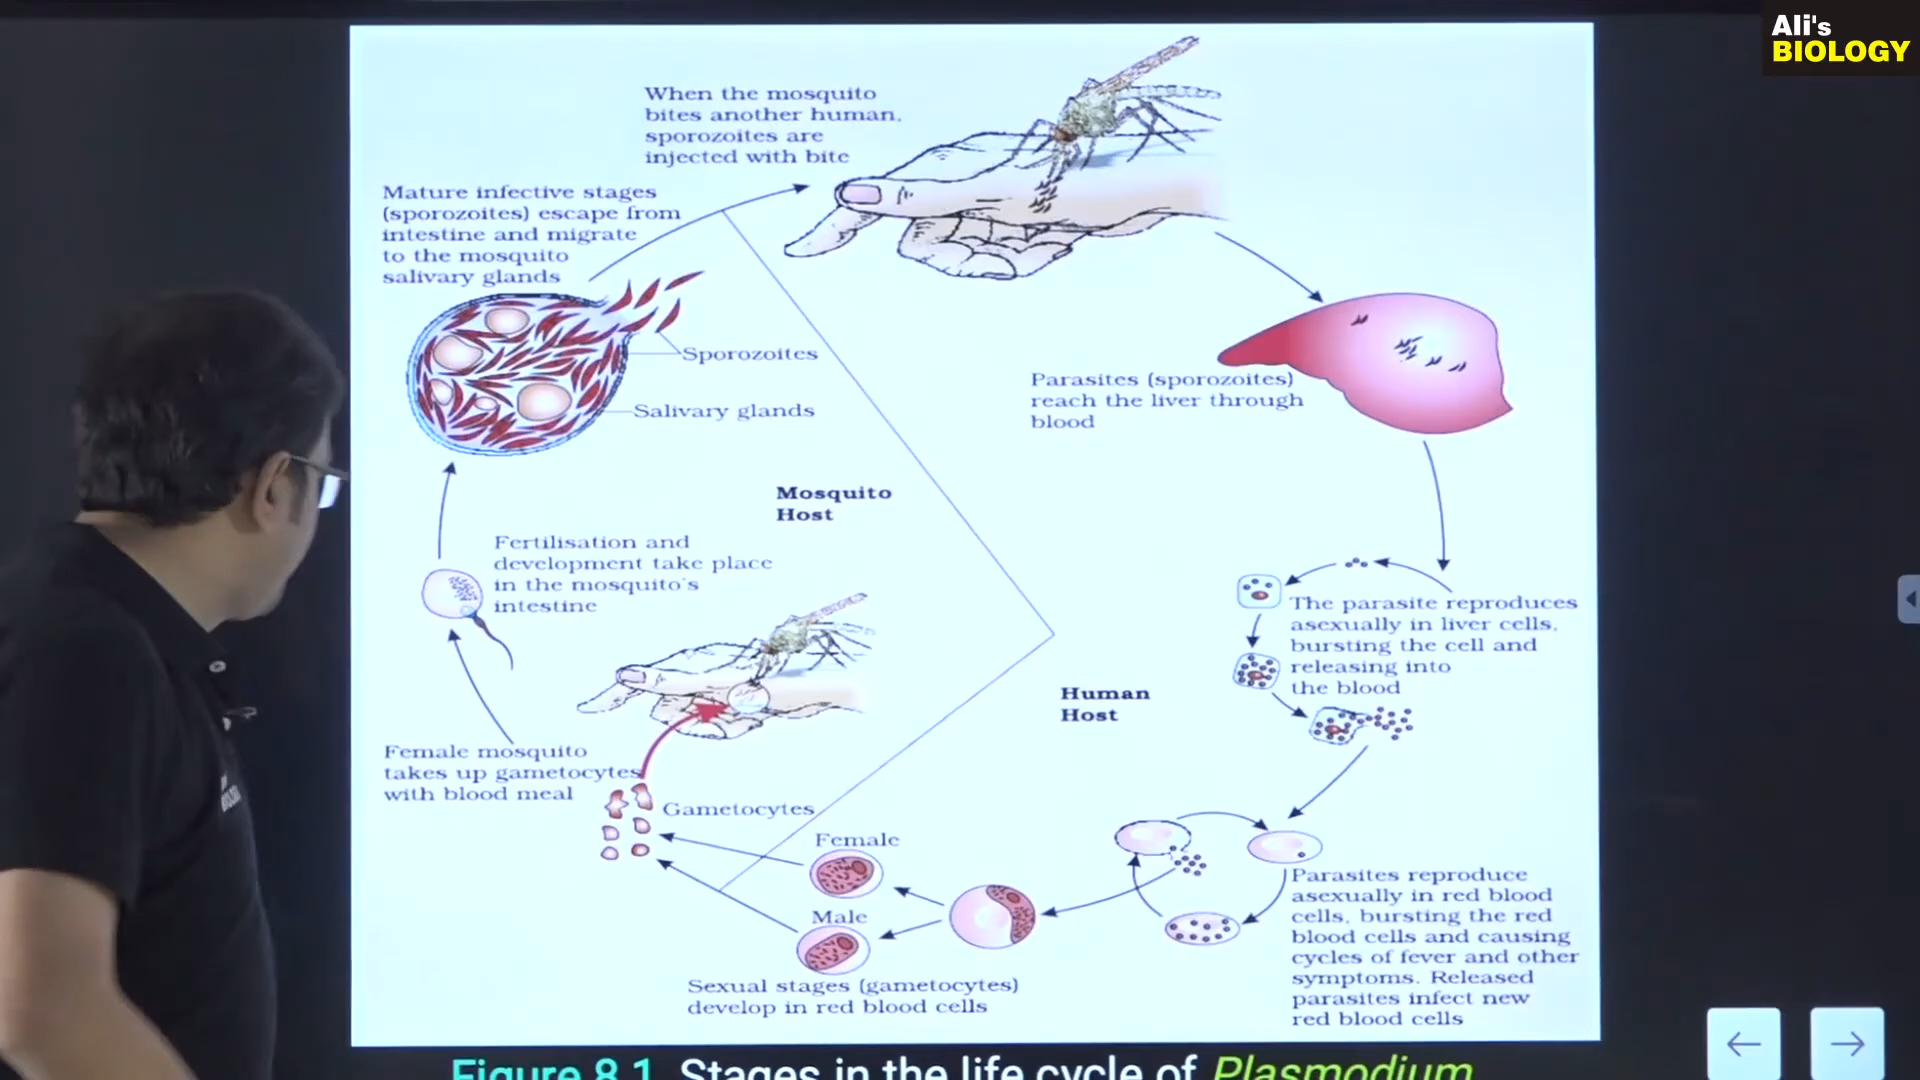 Ali's
BIOLOGY
When the mosquito
bites another human,
sporozoites are
injected with bite
Mature infective stages
(sporozoites) escape from
intestine and migrate
to the mosquito
salivary glands
Sporozoites
Salivary glands
Parasites (sporozoites)
reach the liver through
blood
Mosquito
Host
Fertilisation and
development take place
in the mosquito's
intestine
The parasite reproduces
asexually in liver cells,
bursting the cell and
releasing into
the blood
Human
Host
Female mosquito
takes up gametocytes
with blood meal
Gametocytes
Female
Male
Sexual stages (gametocytes)
develop in red blood cells
Parasites reproduce
asexually in red blood
cells, bursting the red
blood cells and causing
cycles of fever and other
symptoms. Released
parasites infect new
red blood cells
Figure 8.1 Stages in the life cycle of Plasmodium